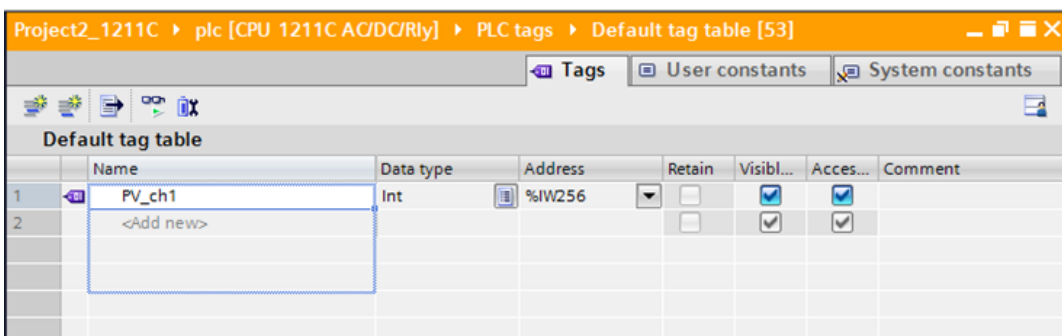 Project2_1211C ▸ plc [CPU 1211C AC/DC/Rly] ▸ PLC tags ▸ Default tag table [53]
Tags User constants System constants
Default tag table
Name Data type Address Retain Visibl... Acces... Comment
1 PV_ch1 Int %IW256
2 <Add new>